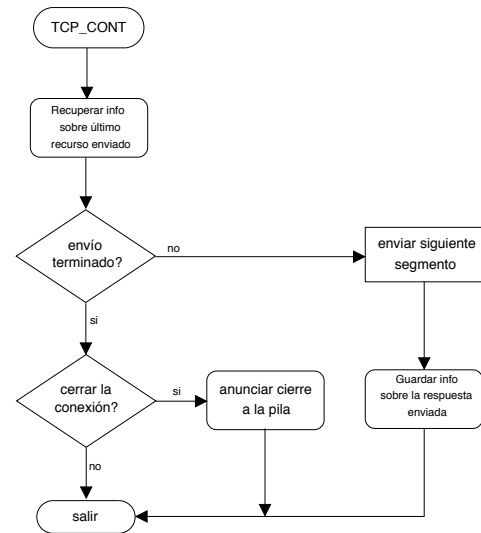 TCP_CONT
Recuperar info
sobre último
recurso enviado
envío
terminado?
no
enviar siguiente
segmento
si
cerrar la
conexión?
si
anunciar cierre
a la pila
Guardar info
sobre la respuesta
enviada
no
salir